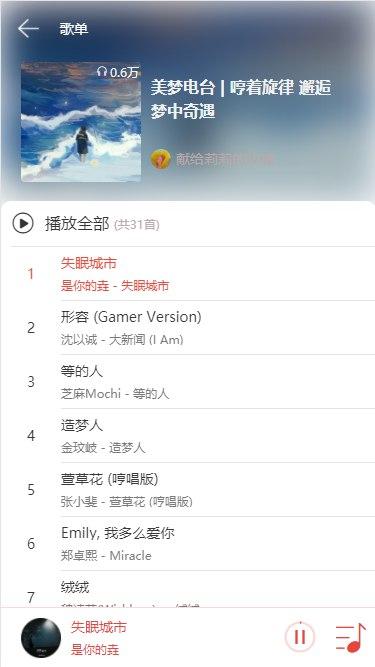 歌单
0.6万
美梦电台 | 哼着旋律 邂逅
梦中奇遇
献给莉莉
播放全部 (共31首)
1 失眠城市
是你的垚 - 失眠城市
2 形容 (Gamer Version)
沈以诚 - 大新闻 (I Am)
3 等的人
芝麻Mochi - 等的人
4 造梦人
金玟岐 - 造梦人
5 萱草花 (哼唱版)
张小斐 - 萱草花 (哼唱版)
6 Emily, 我多么爱你
郑卓熙 - Miracle
7 绒绒
失眠城市
是你的垚